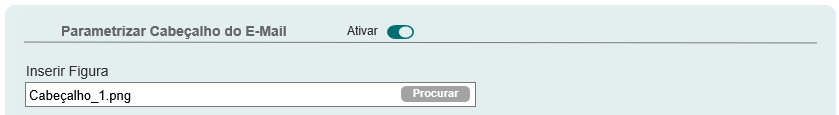 Parametrizar Cabeçalho do E-Mail Ativar
Inserir Figura
Cabeçalho_1.png Procurar